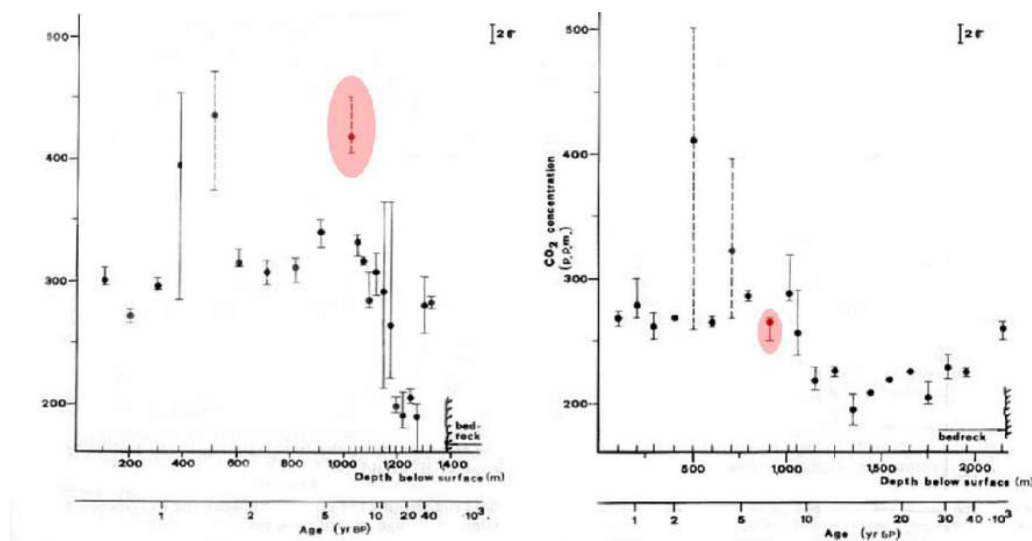 500
400
300
200
2σ
bed-
rock
200 400 600 800 1000 1200 1,400
Depth below surface (m)
1 2 5 10 20 40 ·10³
Age (yr BP)
500
400
300
200
CO₂ concentration
(p.p.m.)
2σ
bedrock
500 1,000 1,500 2,000
Depth below surface (m)
1 2 5 10 20 30 40 ·10³
Age (yr BP)